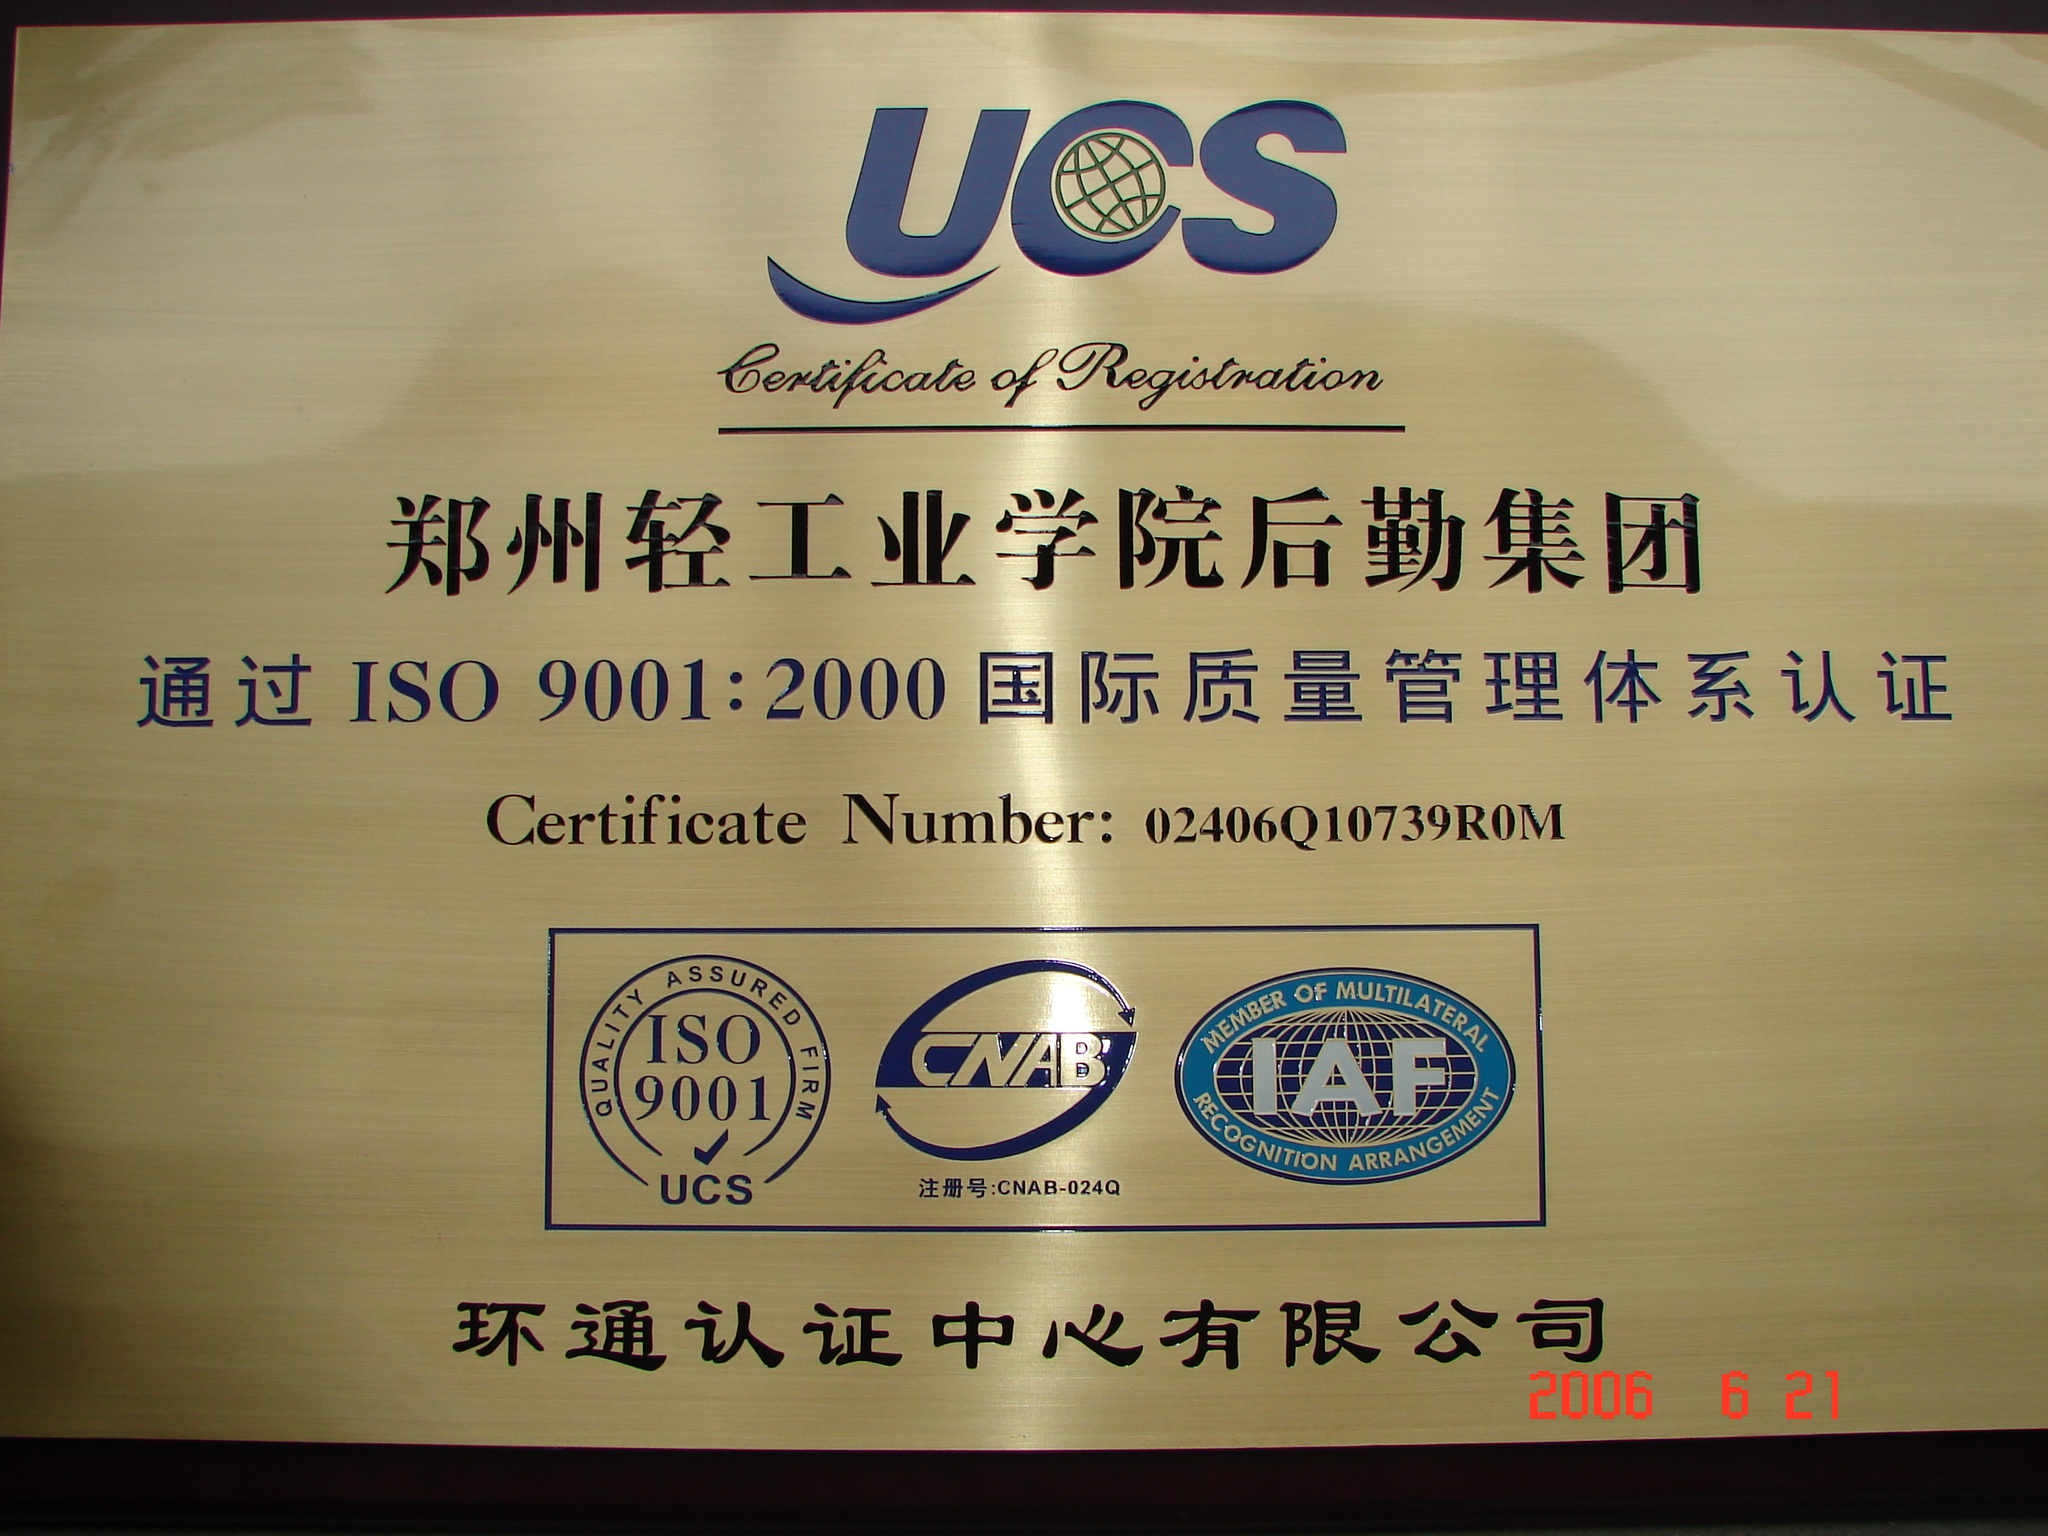 UCS
Certificate of Registration
郑州轻工业学院后勤集团
通过 ISO 9001:2000 国际质量管理体系认证
Certificate Number: 02406Q10739R0M
QUALITY ASSURED FIRM
ISO
9001
UCS
CNAB
注册号:CNAB-024Q
MEMBER OF MULTILATERAL
IAF
RECOGNITION ARRANGEMENT
环通认证中心有限公司
2006 6 21